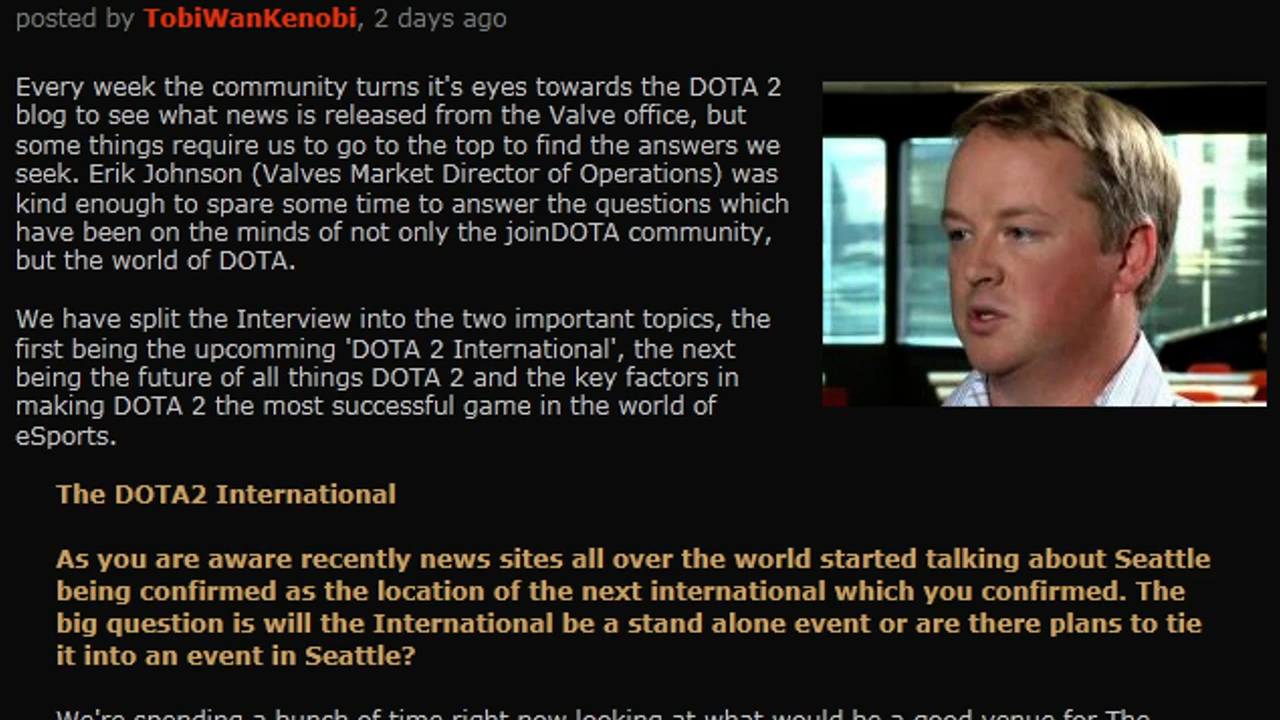 posted by TobiWanKenobi, 2 days ago
Every week the community turns it's eyes towards the DOTA 2
blog to see what news is released from the Valve office, but
some things require us to go to the top to find the answers we
seek. Erik Johnson (Valves Market Director of Operations) was
kind enough to spare some time to answer the questions which
have been on the minds of not only the joinDOTA community,
but the world of DOTA.
We have split the Interview into the two important topics, the
first being the upcomming 'DOTA 2 International', the next
being the future of all things DOTA 2 and the key factors in
making DOTA 2 the most successful game in the world of
eSports.
The DOTA2 International
As you are aware recently news sites all over the world started talking about Seattle
being confirmed as the location of the next international which you confirmed. The
big question is will the International be a stand alone event or are there plans to tie
it into an event in Seattle?
We're spending a bunch of time right now looking at what would be a good venue for The